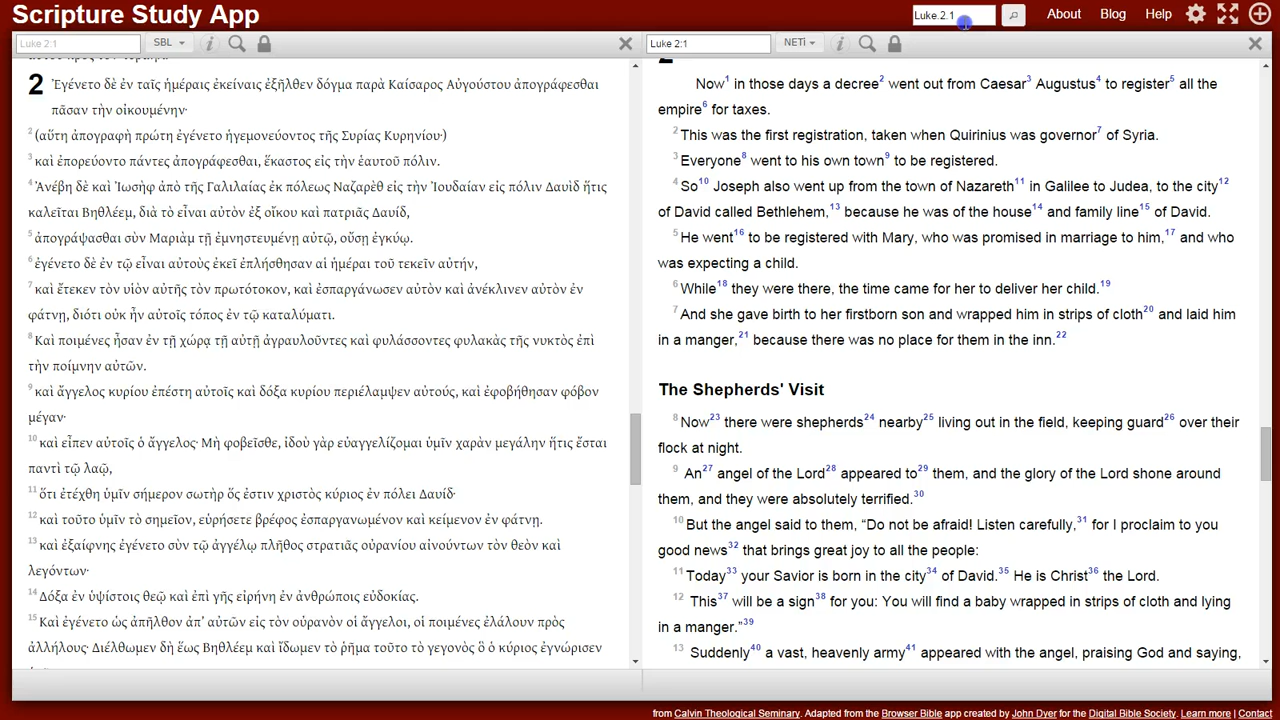 Scripture Study App
Luke.2.1
About Blog Help
Luke 2:1 SBL
2 Ἐγένετο δὲ ἐν ταῖς ἡμέραις ἐκείναις ἐξῆλθεν δόγμα παρὰ Καίσαρος Αὐγούστου ἀπογράφεσθαι
πᾶσαν τὴν οἰκουμένην·
2 (αὕτη ἀπογραφὴ πρώτη ἐγένετο ἡγεμονεύοντος τῆς Συρίας Κυρηνίου·)
3 καὶ ἐπορεύοντο πάντες ἀπογράφεσθαι, ἕκαστος εἰς τὴν ἑαυτοῦ πόλιν.
4 Ἀνέβη δὲ καὶ Ἰωσὴφ ἀπὸ τῆς Γαλιλαίας ἐκ πόλεως Ναζαρὲθ εἰς τὴν Ἰουδαίαν εἰς πόλιν Δαυὶδ ἥτις
καλεῖται Βηθλέεμ, διὰ τὸ εἶναι αὐτὸν ἐξ οἴκου καὶ πατριᾶς Δαυίδ,
5 ἀπογράψασθαι σὺν Μαριὰμ τῇ ἐμνηστευμένῃ αὐτῷ, οὔσῃ ἐγκύῳ.
6 ἐγένετο δὲ ἐν τῷ εἶναι αὐτοὺς ἐκεῖ ἐπλήσθησαν αἱ ἡμέραι τοῦ τεκεῖν αὐτήν,
7 καὶ ἔτεκεν τὸν υἱὸν αὐτῆς τὸν πρωτότοκον, καὶ ἐσπαργάνωσεν αὐτὸν καὶ ἀνέκλινεν αὐτὸν ἐν
φάτνῃ, διότι οὐκ ἦν αὐτοῖς τόπος ἐν τῷ καταλύματι.
8 Καὶ ποιμένες ἦσαν ἐν τῇ χώρᾳ τῇ αὐτῇ ἀγραυλοῦντες καὶ φυλάσσοντες φυλακὰς τῆς νυκτὸς ἐπὶ
τὴν ποίμνην αὐτῶν.
9 καὶ ἄγγελος κυρίου ἐπέστη αὐτοῖς καὶ δόξα κυρίου περιέλαμψεν αὐτούς, καὶ ἐφοβήθησαν φόβον
μέγαν·
10 καὶ εἶπεν αὐτοῖς ὁ ἄγγελος· Μὴ φοβεῖσθε, ἰδοὺ γὰρ εὐαγγελίζομαι ὑμῖν χαρὰν μεγάλην ἥτις ἔσται
παντὶ τῷ λαῷ,
11 ὅτι ἐτέχθη ὑμῖν σήμερον σωτὴρ ὅς ἐστιν χριστὸς κύριος ἐν πόλει Δαυίδ·
12 καὶ τοῦτο ὑμῖν τὸ σημεῖον, εὑρήσετε βρέφος ἐσπαργανωμένον καὶ κείμενον ἐν φάτνῃ.
13 καὶ ἐξαίφνης ἐγένετο σὺν τῷ ἀγγέλῳ πλῆθος στρατιᾶς οὐρανίου αἰνούντων τὸν θεὸν καὶ
λεγόντων·
14 Δόξα ἐν ὑψίστοις θεῷ καὶ ἐπὶ γῆς εἰρήνη ἐν ἀνθρώποις εὐδοκίας.
15 Καὶ ἐγένετο ὡς ἀπῆλθον ἀπ’ αὐτῶν εἰς τὸν οὐρανὸν οἱ ἄγγελοι, οἱ ποιμένες ἐλάλουν πρὸς
ἀλλήλους· Διέλθωμεν δὴ ἕως Βηθλέεμ καὶ ἴδωμεν τὸ ῥῆμα τοῦτο τὸ γεγονὸς ὃ ὁ κύριος ἐγνώρισεν
Luke 2:1 NETi
Now1 in those days a decree2 went out from Caesar3 Augustus4 to register5 all the
empire6 for taxes.
2 This was the first registration, taken when Quirinius was governor7 of Syria.
3 Everyone8 went to his own town9 to be registered.
4 So10 Joseph also went up from the town of Nazareth11 in Galilee to Judea, to the city12
of David called Bethlehem,13 because he was of the house14 and family line15 of David.
5 He went16 to be registered with Mary, who was promised in marriage to him,17 and who
was expecting a child.
6 While18 they were there, the time came for her to deliver her child.19
7 And she gave birth to her firstborn son and wrapped him in strips of cloth20 and laid him
in a manger,21 because there was no place for them in the inn.22
The Shepherds' Visit
8 Now23 there were shepherds24 nearby25 living out in the field, keeping guard26 over their
flock at night.
9 An27 angel of the Lord28 appeared to29 them, and the glory of the Lord shone around
them, and they were absolutely terrified.30
10 But the angel said to them, “Do not be afraid! Listen carefully,31 for I proclaim to you
good news32 that brings great joy to all the people:
11 Today33 your Savior is born in the city34 of David.35 He is Christ36 the Lord.
12 This37 will be a sign38 for you: You will find a baby wrapped in strips of cloth and lying
in a manger.”39
13 Suddenly40 a vast, heavenly army41 appeared with the angel, praising God and saying,
from Calvin Theological Seminary. Adapted from the Browser Bible app created by John Dyer for the Digital Bible Society. Learn more | Contact